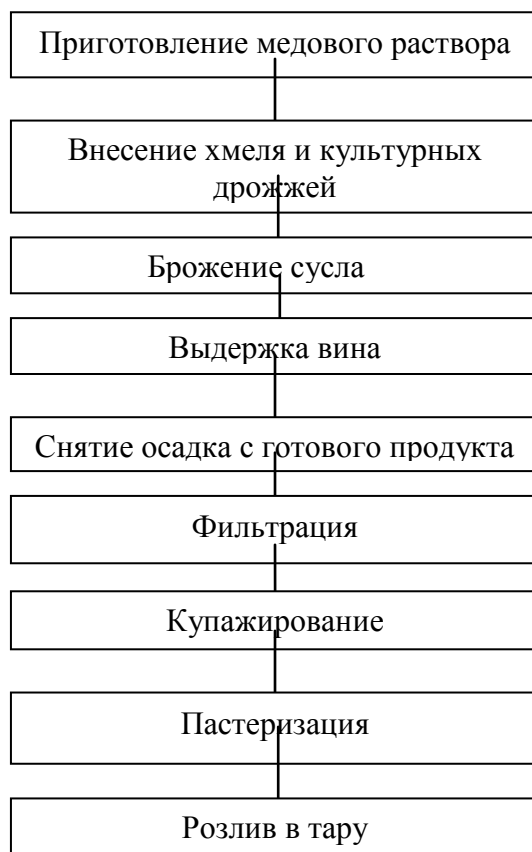 Приготовление медового раствора
Внесение хмеля и культурных
дрожжей
Брожение сусла
Выдержка вина
Снятие осадка с готового продукта
Фильтрация
Купажирование
Пастеризация
Розлив в тару